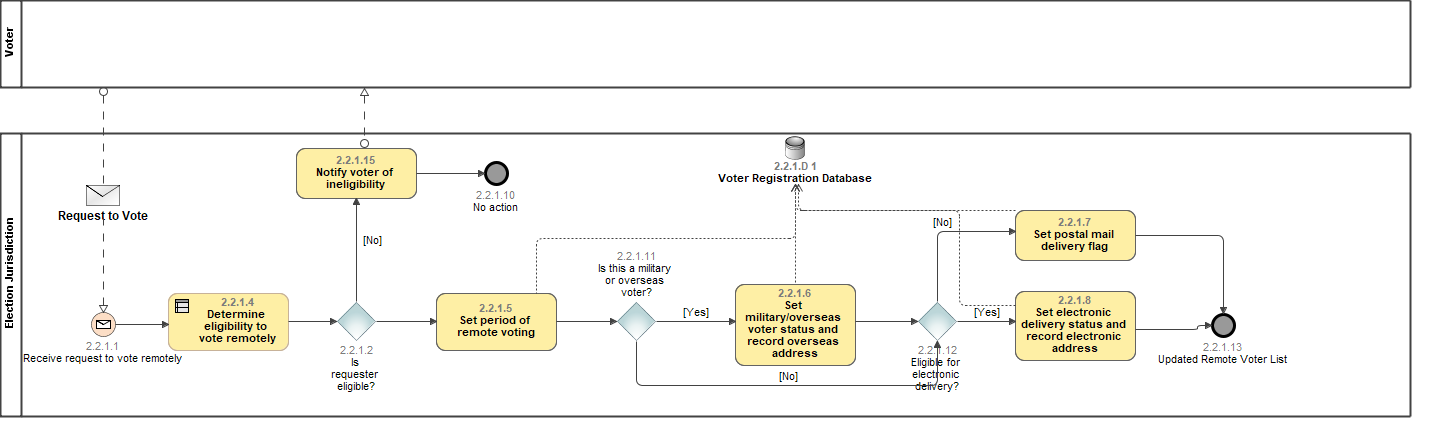 Voter
Election Jurisdiction
Request to Vote
2.2.1.1
Receive request to vote remotely
2.2.1.4
Determine
eligibility to
vote remotely
2.2.1.2
Is
requester
eligible?
[No]
2.2.1.15
Notify voter of
ineligibility
2.2.1.10
No action
2.2.1.5
Set period of
remote voting
2.2.1.11
Is this a military
or overseas
voter?
[Yes]
[No]
2.2.1.6
Set
military/overseas
voter status and
record overseas
address
2.2.1.D 1
Voter Registration Database
2.2.1.12
Eligible for
electronic
delivery?
[No]
[Yes]
2.2.1.7
Set postal mail
delivery flag
2.2.1.8
Set electronic
delivery status and
record electronic
address
2.2.1.13
Updated Remote Voter List